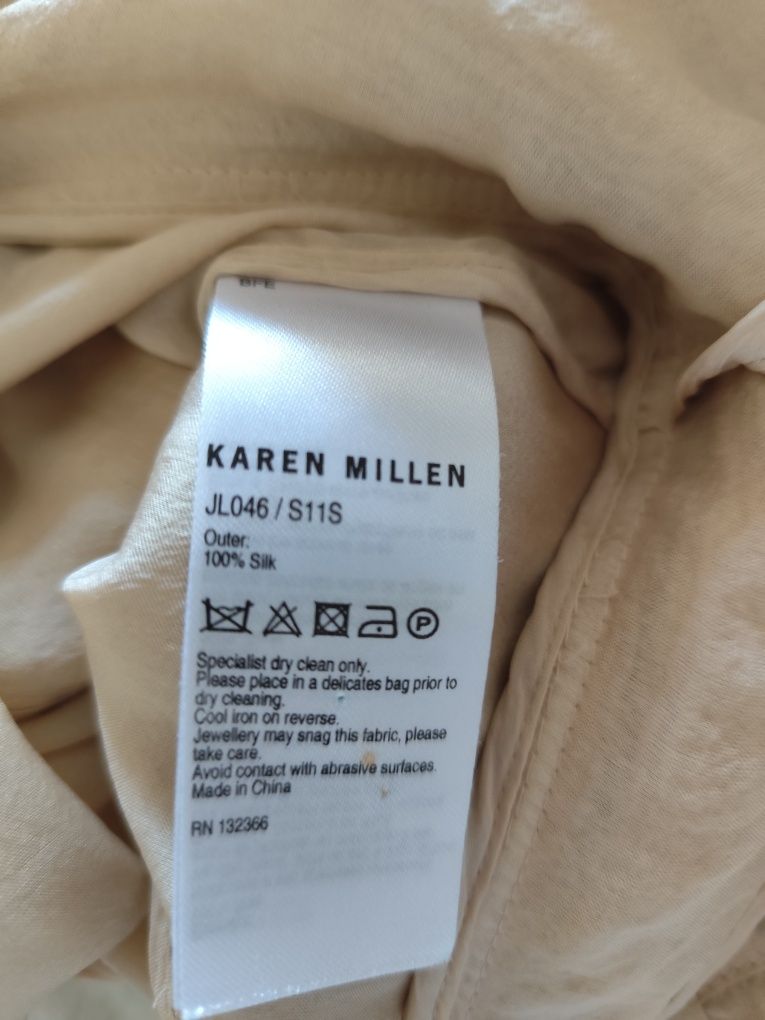 BFE
KAREN MILLEN
JL046 / S11S
Outer:
100% Silk
P
Specialist dry clean only.
Please place in a delicates bag prior to
dry cleaning.
Cool iron on reverse.
Jewellery may snag this fabric, please
take care.
Avoid contact with abrasive surfaces.
Made in China
RN 132366